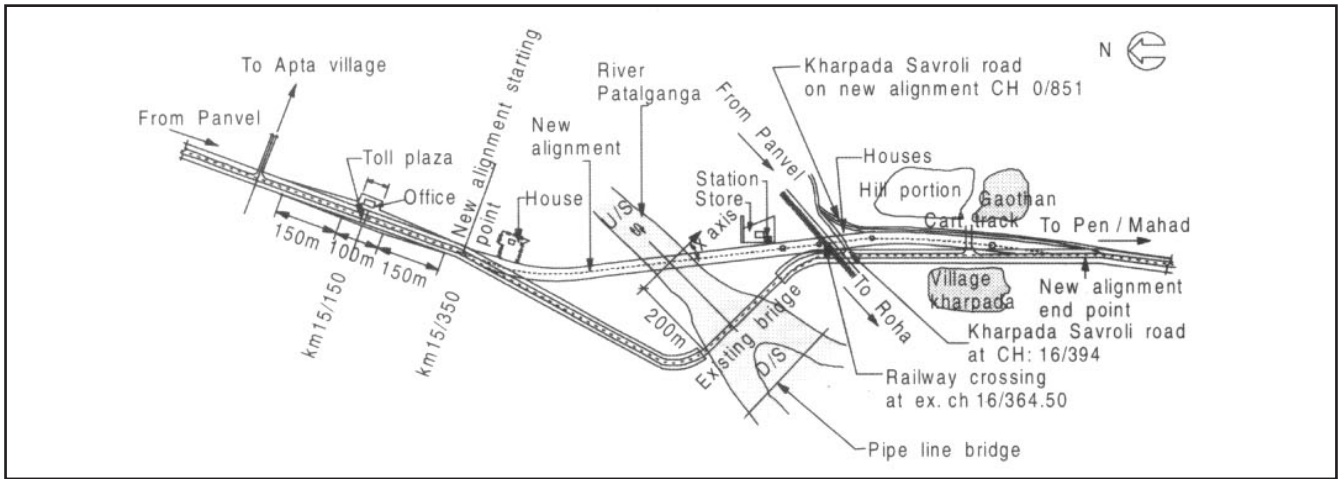 To Apta village
From Panvel
Toll plaza
Office
150m
100m
150m
km15/150
km15/350
New alignment starting
point
House
New
alignment
River
Patalganga
U/S
X axis
200m
Existing bridge
D/S
Station
Store
From Panvel
To Roha
Kharpada Savroli road
on new alignment CH 0/851
N
Houses
Hill portion
Gaothan
Cart track
To Pen / Mahad
Village
kharpada
New alignment
end point
Kharpada Savroli road
at CH: 16/394
Railway crossing
at ex. ch 16/364.50
Pipe line bridge